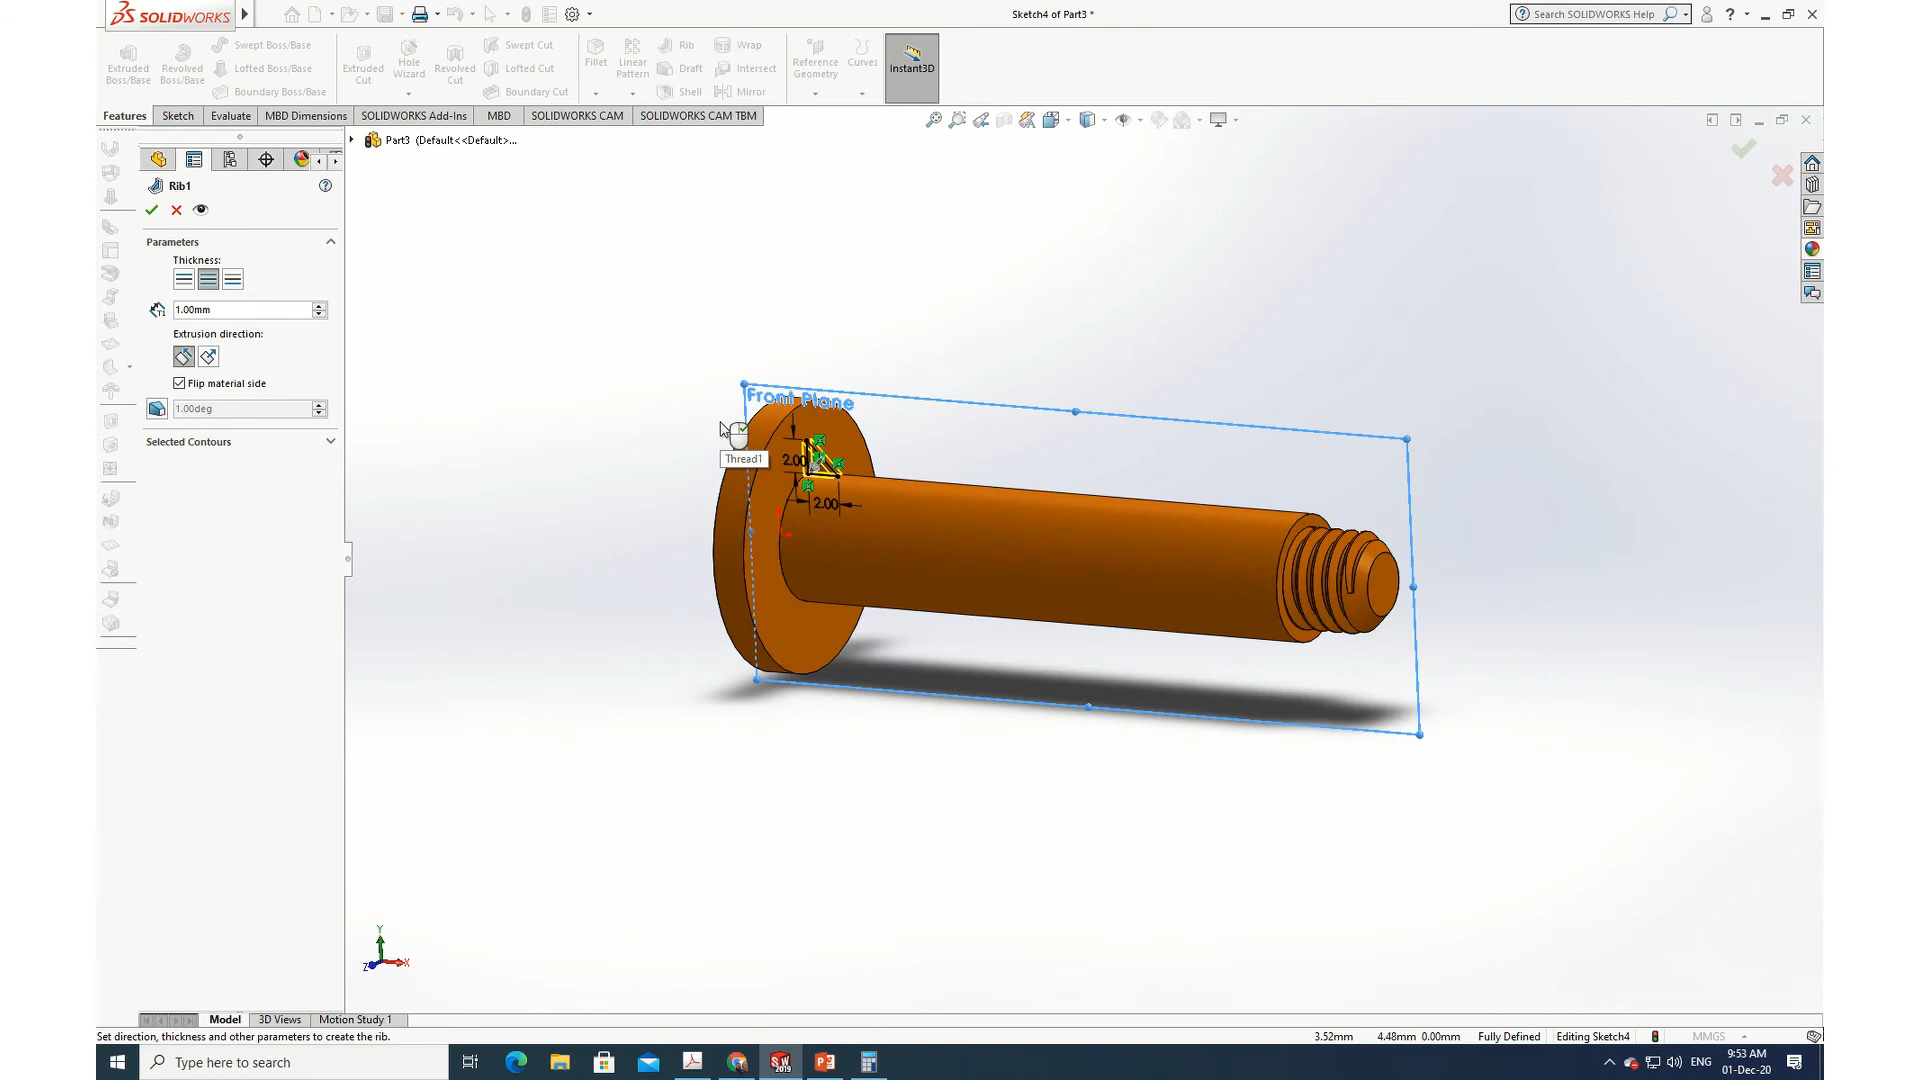 SOLIDWORKS
Sketch4 of Part3 *
Search SOLIDWORKS Help
?
Extruded Boss/Base
Revolved Boss/Base
Swept Boss/Base
Lofted Boss/Base
Boundary Boss/Base
Extruded Cut
Hole Wizard
Revolved Cut
Swept Cut
Lofted Cut
Boundary Cut
Fillet
Linear Pattern
Rib
Draft
Shell
Wrap
Intersect
Mirror
Reference Geometry
Curves
Instant3D
Features
Sketch
Evaluate
MBD Dimensions
SOLIDWORKS Add-Ins
MBD
SOLIDWORKS CAM
SOLIDWORKS CAM TBM
Part3 (Default<<Default>...
Rib1
?
Parameters
Thickness:
T1
1.00mm
Extrusion direction:
Flip material side
1.00deg
Selected Contours
Front Plane
2.00
2.00
Thread1
Y
Z
X
Model
3D Views
Motion Study 1
Set direction, thickness and other parameters to create the rib.
3.52mm
4.48mm 0.00mm
Fully Defined
Editing Sketch4
MMGS
Type here to search
SW
2019
ENG
9:53 AM
01-Dec-20